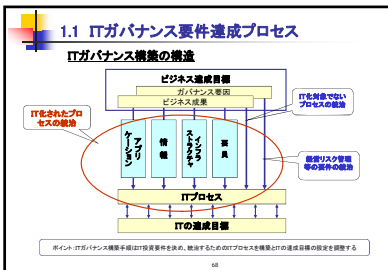 1.1 ITガバナンス要件達成プロセス
ITガバナンス構築の構造
ビジネス達成目標
ガバナンス要因
ビジネス成果
IT化対象でない
プロセスの統治
IT化されたプロ
セスの統治
アプリ
ケーション
情報
インフラ
ストラクチャ
要員
経営リスク管理
等の要件の統治
ITプロセス
ITの達成目標
ポイント:ITガバナンス構築手順はIT投資要件を決め、統治するためのITプロセスを構築とITの達成目標の設定を調整する
68